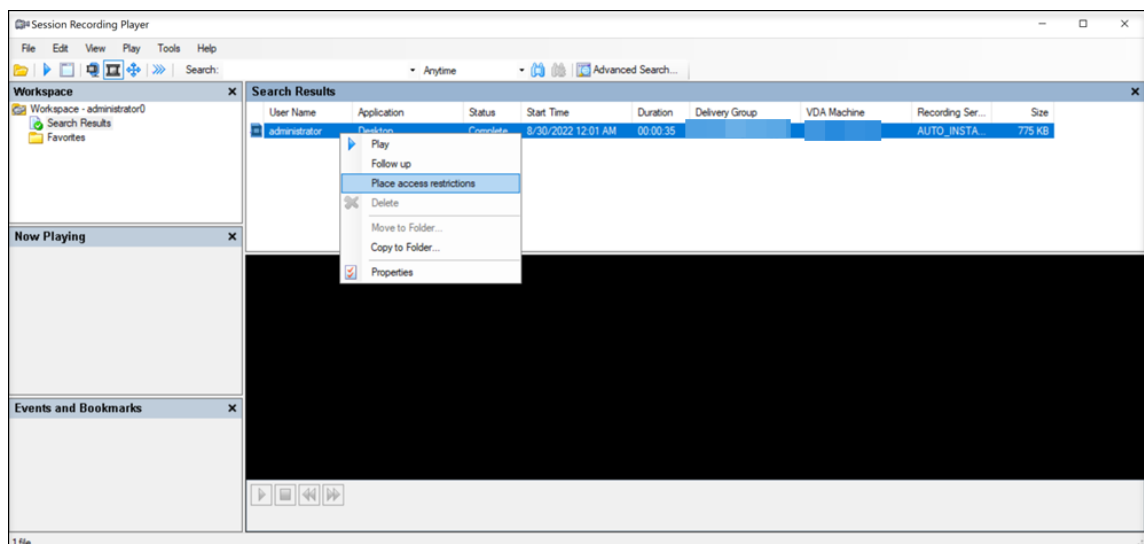 Session Recording Player
File Edit View Play Tools Help
Search: Anytime Advanced Search...
Workspace
Workspace - administrator0
Search Results
Favorites
Search Results
User Name Application Status Start Time Duration Delivery Group VDA Machine Recording Ser... Size
administrator Desktop Complete 8/30/2022 12:01 AM 00:00:35 AUTO_INSTA... 775 KB
Play
Follow up
Place access restrictions
Delete
Move to Folder...
Copy to Folder...
Properties
Now Playing
Events and Bookmarks
1 file